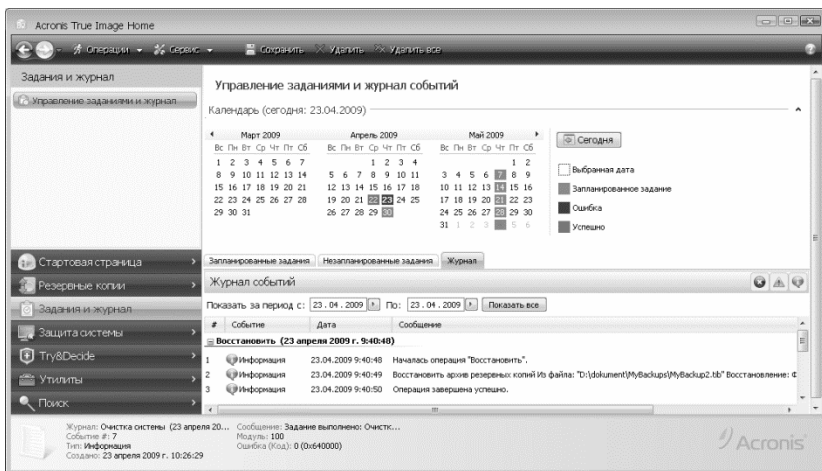 Acronis True Image Home
Операции Сервис Сохранить Удалить Удалить все
Задания и журнал
Управление заданиями и журнал
Стартовая страница
Резервные копии
Задания и журнал
Защита системы
Try&Decide
Утилиты
Поиск
Управление заданиями и журнал событий
Календарь (сегодня: 23.04.2009)
Март 2009 Апрель 2009 Май 2009
Вс Пн Вт Ср Чт Пт Сб Вс Пн Вт Ср Чт Пт Сб Вс Пн Вт Ср Чт Пт Сб
1 2 3 4 5 6 7 1 2 3 4 1 2
8 9 10 11 12 13 14 5 6 7 8 9 10 11 3 4 5 6 7 8 9
15 16 17 18 19 20 21 12 13 14 15 16 17 18 10 11 12 13 14 15 16
22 23 24 25 26 27 28 19 20 21 22 23 24 25 17 18 19 20 21 22 23
29 30 31 26 27 28 29 30 24 25 26 27 28 29 30
31 1 2 3 5 6
Сегодня
Выбранная дата
Запланированное задание
Ошибка
Успешно
Запланированные задания Незапланированные задания Журнал
Журнал событий
Показать за период с: 23.04.2009 По: 23.04.2009 Показать все
# Событие Дата Сообщение
Восстановить (23 апреля 2009 г. 9:40:48)
1 Информация 23.04.2009 9:40:48 Началась операция "Восстановить".
2 Информация 23.04.2009 9:40:49 Восстановить архив резервных копий Из файла: "D:\dokument\MyBackups\MyBackup2.tib" Восстановление: Ф
3 Информация 23.04.2009 9:40:50 Операция завершена успешно.
Журнал: Очистка системы (23 апреля 20... Сообщение: Задание выполнено: Очистк...
Событие #: 7 Модуль: 100
Тип: Информация Ошибка (Код): 0 (0x640000)
Создано: 23 апреля 2009 г. 10:26:29
Acronis